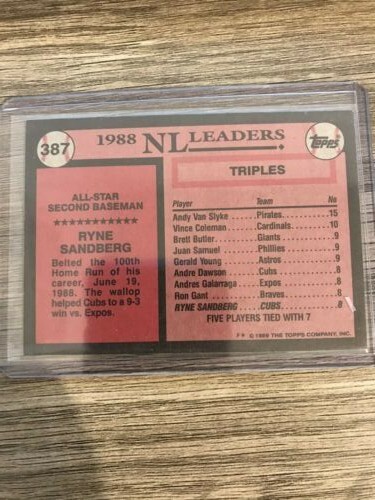 387
1988 NL LEADERS
Topps
ALL-STAR
SECOND BASEMAN
★★★★★★★★★★★
RYNE
SANDBERG
Belted the 100th
Home Run of his
career, June 19,
1988. The wallop
helped Cubs to a 9-3
win vs. Expos.
TRIPLES
Player Team No
Andy Van Slyke.....Pirates.....15
Vince Coleman.....Cardinals.....10
Brett Butler.....Giants.....9
Juan Samuel.....Phillies.....9
Gerald Young.....Astros.....9
Andre Dawson.....Cubs.....8
Andres Galarraga.....Expos.....8
Ron Gant.....Braves.....8
RYNE SANDBERG.....CUBS.....8
FIVE PLAYERS TIED WITH 7
© 1989 THE TOPPS COMPANY, INC.